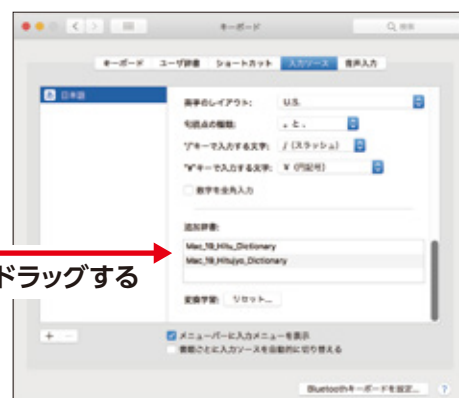 キーボード
検索
キーボード ユーザ辞書 ショートカット 入力ソース 音声入力
あ 日本語
英字のレイアウト: U.S.
句読点の種類: 。と、
"/"キーで入力する文字: / (スラッシュ)
"¥"キーで入力する文字: ¥ (円記号)
数字を全角入力
追加辞書:
Mac_19_Hitu_Dictionary
Mac_19_Hitujyo_Dictionary
ドラッグする
変換学習: リセット...
+ −
メニューバーに入力メニューを表示
書類ごとに入力ソースを自動的に切り替える
Bluetoothキーボードを設定... ?